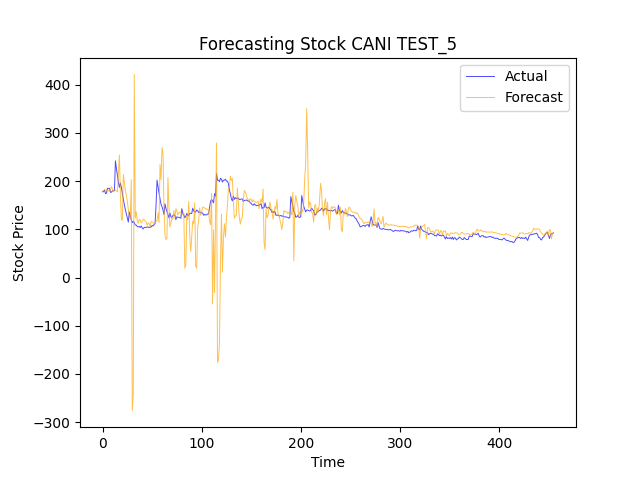 Forecasting Stock CANI TEST_5
Actual
Forecast
400
300
200
100
0
−100
−200
−300
Stock Price
0 100 200 300 400
Time